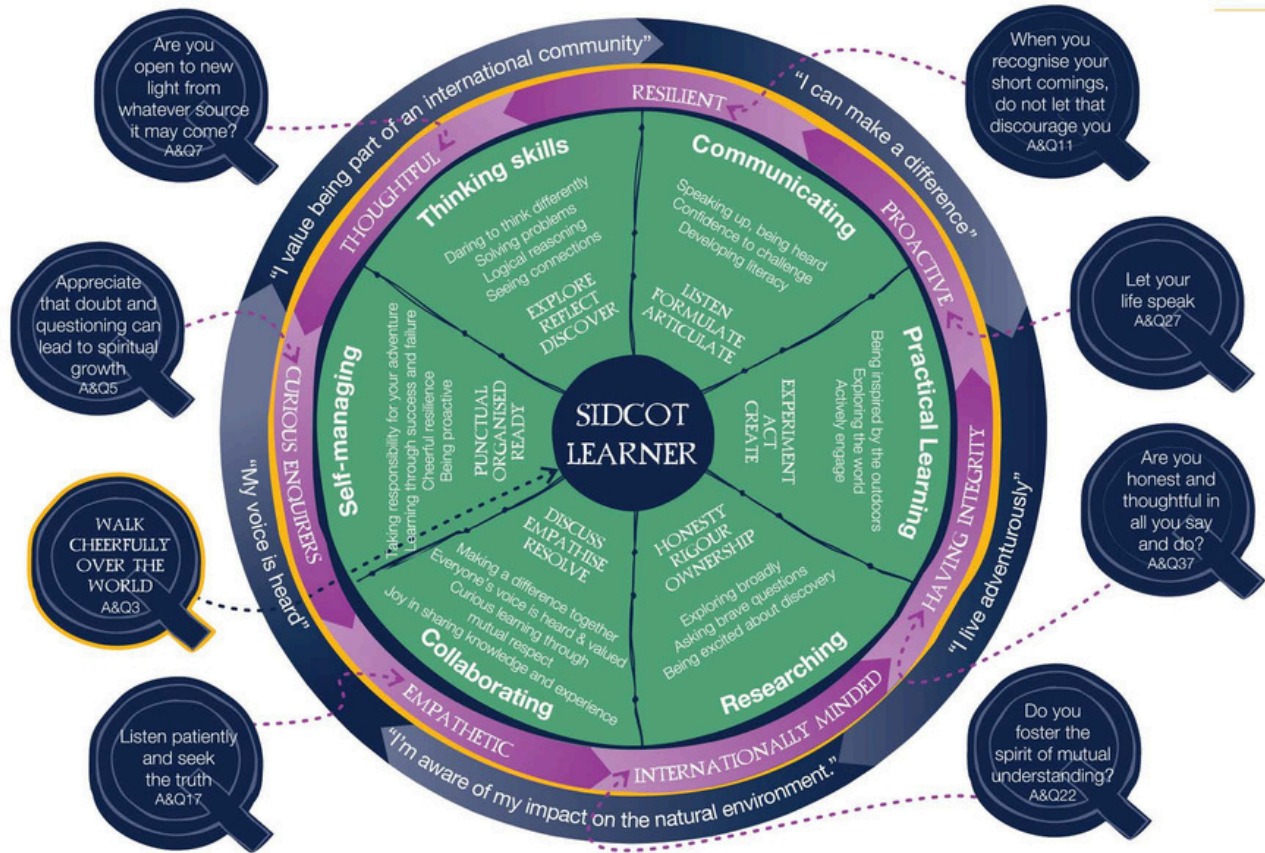 Are you
open to new
light from
whatever source
it may come?
A&Q7
When you
recognise your
short comings,
do not let that
discourage you
A&Q11
Appreciate
that doubt and
questioning can
lead to spiritual
growth
A&Q5
Let your
life speak
A&Q27
WALK
CHEERFULLY
OVER THE
WORLD
A&Q3
Are you
honest and
thoughtful in
all you say
and do?
A&Q37
Listen patiently
and seek
the truth
A&Q17
Do you
foster the
spirit of mutual
understanding?
A&Q22
"I value being part of an international community"
"I can make a difference"
"I live adventurously"
"I'm aware of my impact on the natural environment."
"My voice is heard"
RESILIENT
PROACTIVE
HAVING INTEGRITY
INTERNATIONALLY MINDED
EMPATHETIC
CURIOUS ENQUIRERS
THOUGHTFUL
Thinking skills
Daring to think differently
Solving problems
Logical reasoning
Seeing connections
EXPLORE
REFLECT
DISCOVER
Communicating
Speaking up, being heard
Confidence to challenge
Developing literacy
LISTEN
FORMULATE
ARTICULATE
Practical Learning
Being inspired by the outdoors
Exploring the world
Actively engage
EXPERIMENT
ACT
CREATE
Researching
HONESTY
RIGOUR
OWNERSHIP
Exploring broadly
Asking brave questions
Being excited about discovery
Collaborating
DISCUSS
EMPATHISE
RESOLVE
Making a difference together
Everyone's voice is heard & valued
Curious learning through
mutual respect
Joy in sharing knowledge and experience
Self-managing
Taking responsibility for your adventure
Learning through success and failure
Cheerful resilience
Being proactive
PUNCTUAL
ORGANISED
READY
SIDCOT
LEARNER